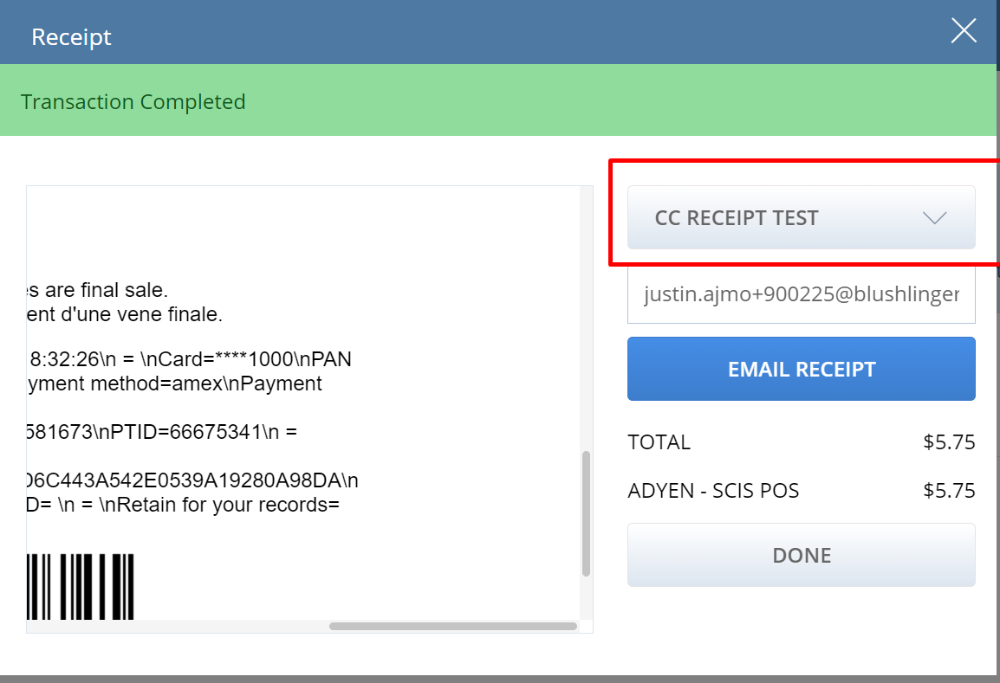 Receipt
Transaction Completed
s are final sale.
ent d'une vene finale.
8:32:26\n = \nCard=****1000\nPAN
yment method=amex\nPayment
581673\nPTID=66675341\n =
06C443A542E0539A19280A98DA\n
D= \n = \nRetain for your records=
CC RECEIPT TEST
justin.ajmo+900225@blushlinger
EMAIL RECEIPT
TOTAL $5.75
ADYEN - SCIS POS $5.75
DONE